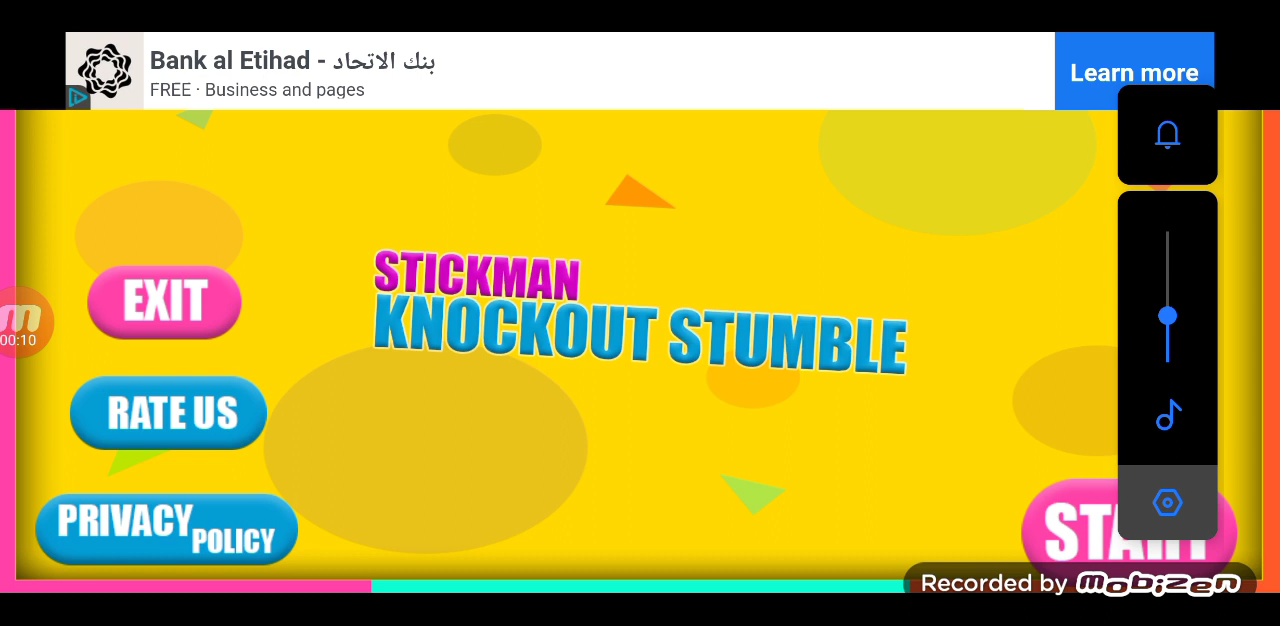 Bank al Etihad - بنك الاتحاد
FREE · Business and pages
Learn more
STICKMAN
KNOCKOUT STUMBLE
EXIT
00:10
RATE US
PRIVACY POLICY
START
Recorded by mobizen